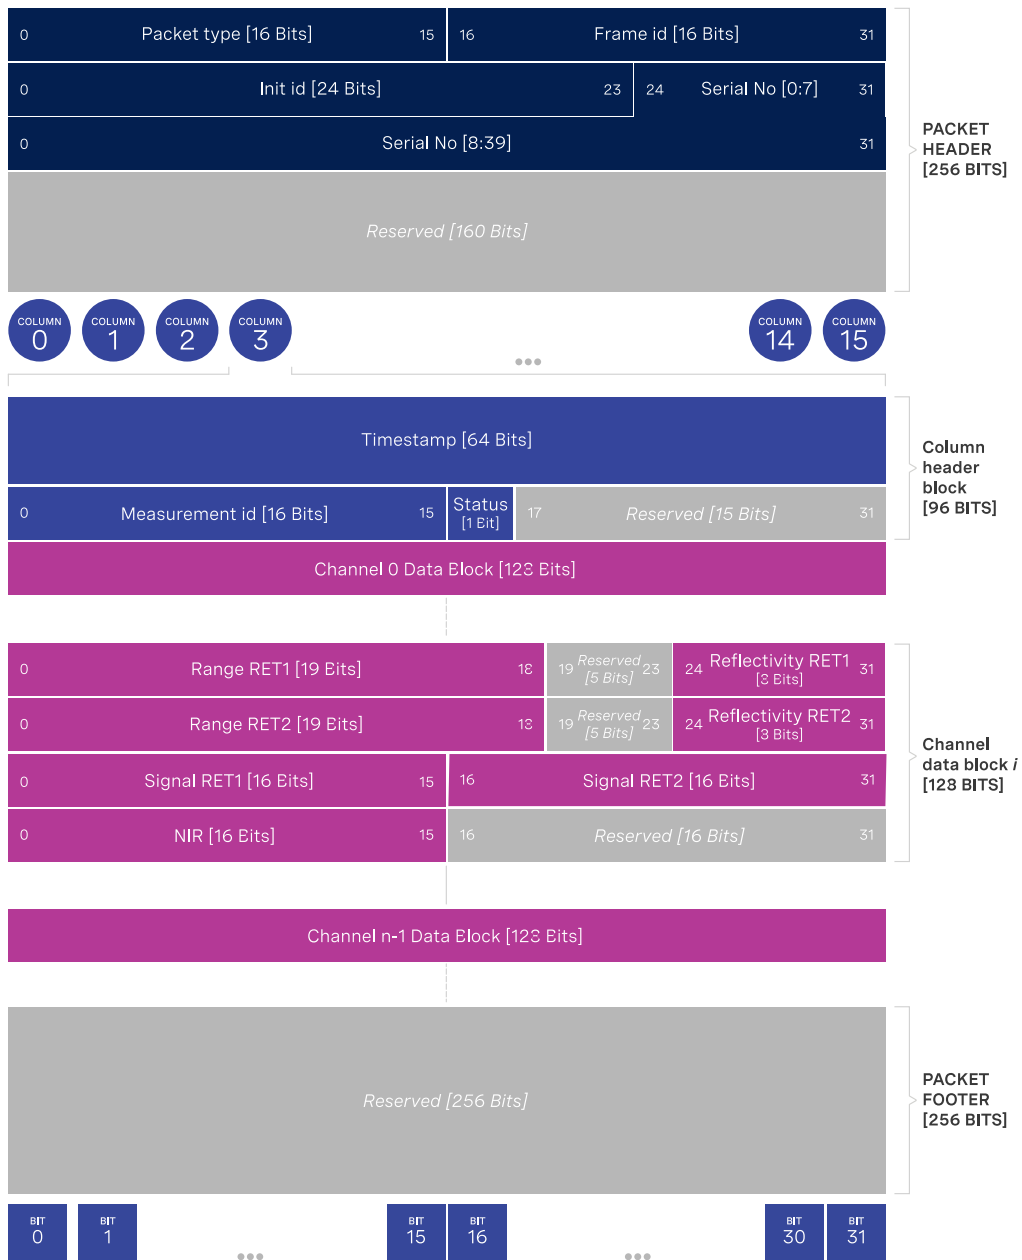 0 Packet type [16 Bits] 15 16 Frame id [16 Bits] 31
0 Init id [24 Bits] 23 24 Serial No [0:7] 31
0 Serial No [8:39] 31
PACKET
HEADER
[256 BITS]
Reserved [160 Bits]
COLUMN 0 COLUMN 1 COLUMN 2 COLUMN 3 ••• COLUMN 14 COLUMN 15
Timestamp [64 Bits]
0 Measurement id [16 Bits] 15 Status [1 Bit] 17 Reserved [15 Bits] 31
Column
header
block
[96 BITS]
Channel 0 Data Block [128 Bits]
0 Range RET1 [19 Bits] 18 19 Reserved [5 Bits] 23 24 Reflectivity RET1 [8 Bits] 31
0 Range RET2 [19 Bits] 18 19 Reserved [5 Bits] 23 24 Reflectivity RET2 [8 Bits] 31
0 Signal RET1 [16 Bits] 15 16 Signal RET2 [16 Bits] 31
0 NIR [16 Bits] 15 16 Reserved [16 Bits] 31
Channel
data block i
[128 BITS]
Channel n-1 Data Block [128 Bits]
Reserved [256 Bits]
PACKET
FOOTER
[256 BITS]
BIT 0 BIT 1 ••• BIT 15 BIT 16 ••• BIT 30 BIT 31